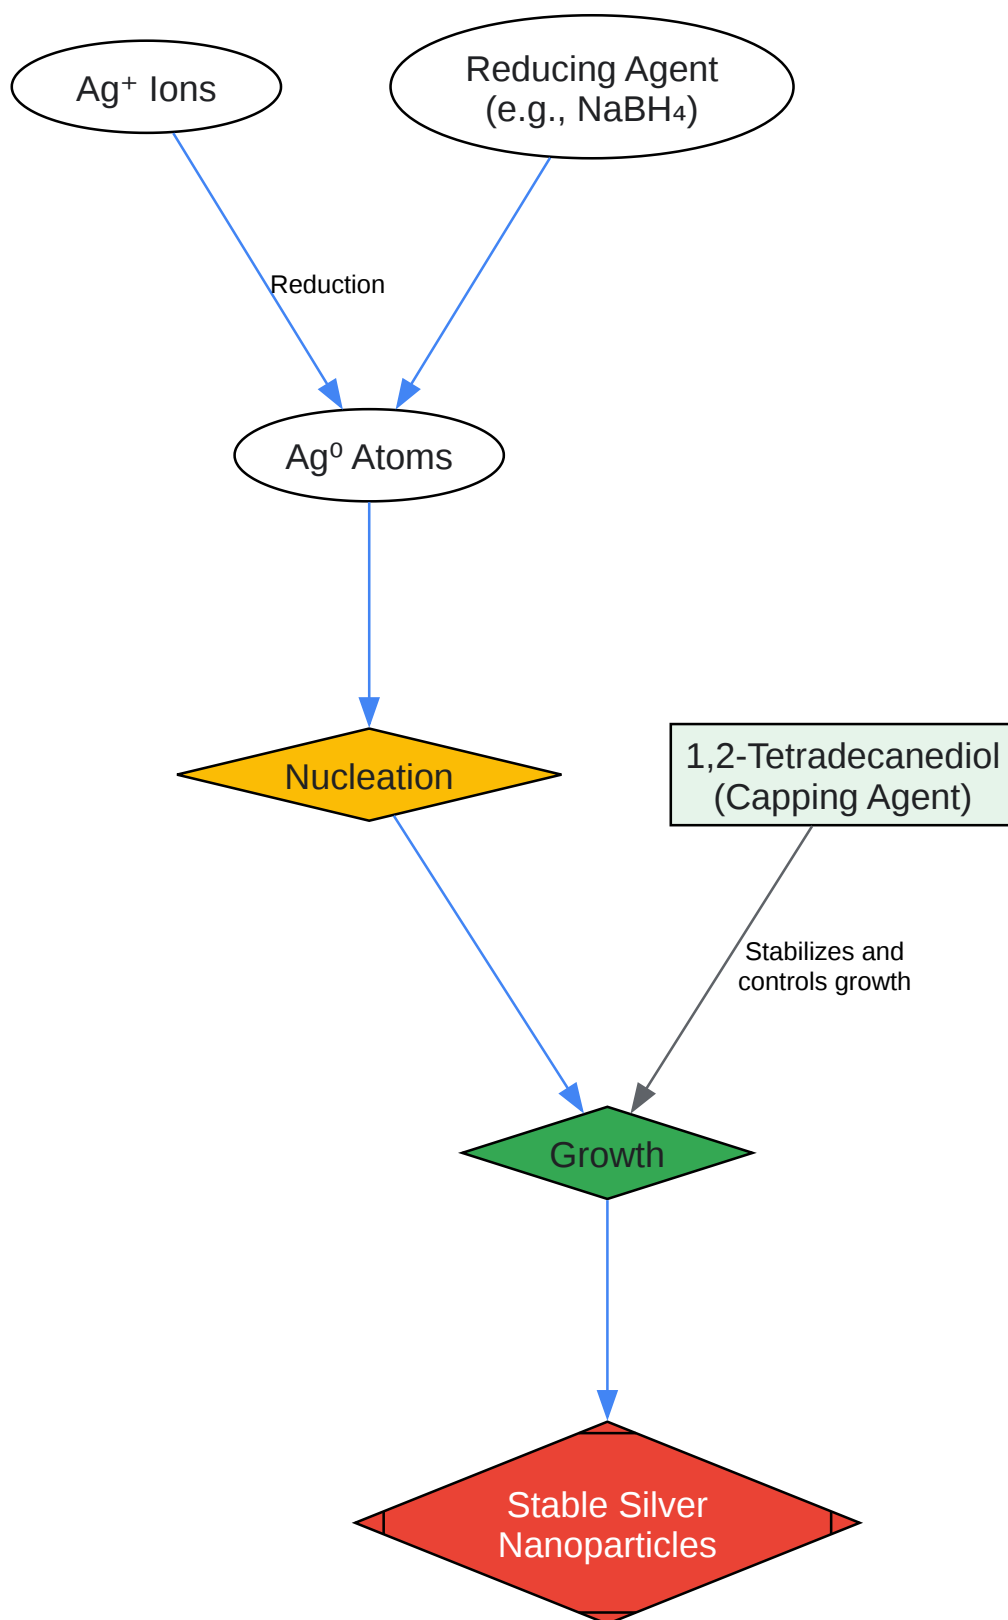 Ag⁺ Ions
Reducing Agent
(e.g., NaBH₄)
Reduction
Ag⁰ Atoms
Nucleation
1,2-Tetradecanediol
(Capping Agent)
Stabilizes and
controls growth
Growth
Stable Silver
Nanoparticles